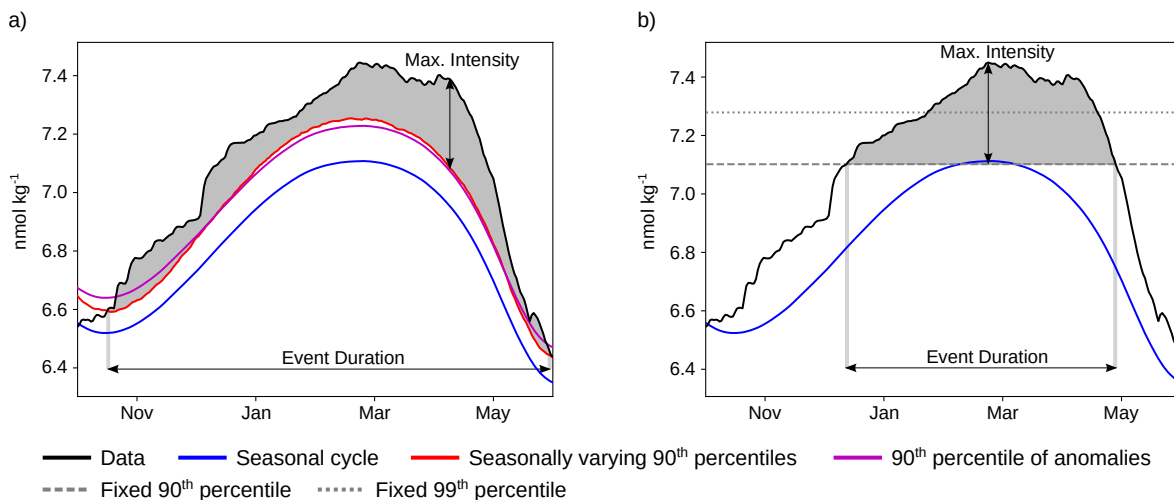 a)
Max. Intensity
7.4
7.2
7.0
6.8
6.6
6.4
nmol kg⁻¹
Event Duration
Nov Jan Mar May
b)
Max. Intensity
7.4
7.2
7.0
6.8
6.6
6.4
nmol kg⁻¹
Event Duration
Nov Jan Mar May
Data Seasonal cycle Seasonally varying 90ᵗʰ percentiles 90ᵗʰ percentile of anomalies
Fixed 90ᵗʰ percentile Fixed 99ᵗʰ percentile